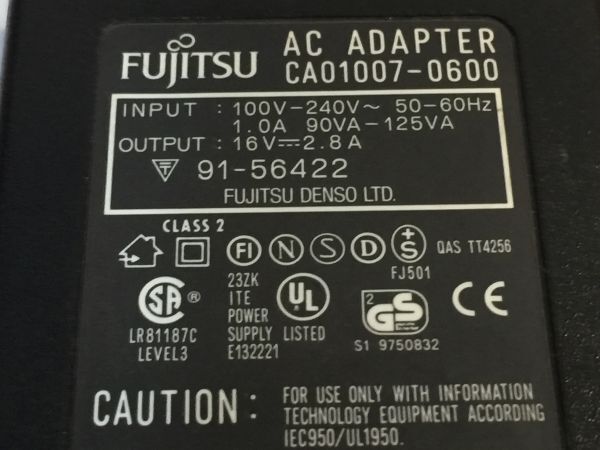 FUJITSU
AC ADAPTER
CA01007-0600
INPUT : 100V-240V~ 50-60Hz
1.0A 90VA-125VA
OUTPUT : 16V⎓2.8A
T 91-56422
FUJITSU DENSO LTD.
CLASS 2
FI N S D +S QAS TT4256
FJ501
SA ®
LR81187C
LEVEL3
23ZK
ITE
POWER
SUPPLY
E132221
UL
LISTED
2 GS
S1 9750832
CE
CAUTION : FOR USE ONLY WITH INFORMATION
TECHNOLOGY EQUIPMENT ACCORDING
IEC950/UL1950.